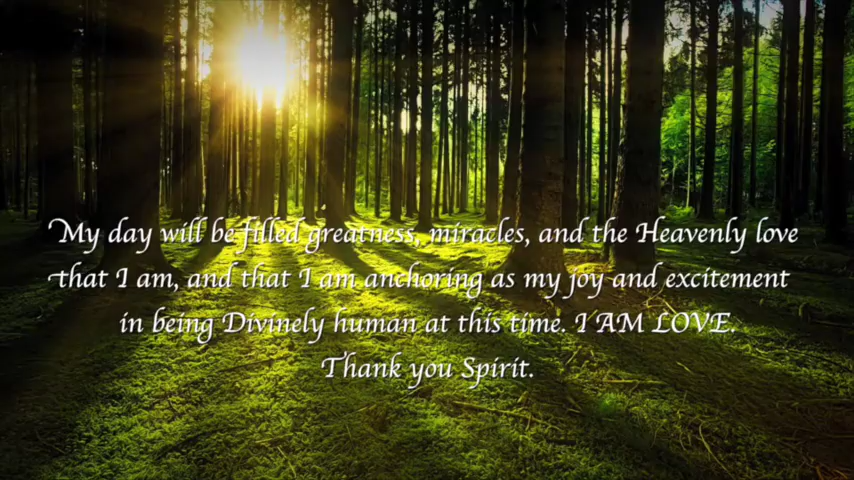 My day will be filled greatness, miracles, and the Heavenly love
that I am, and that I am anchoring as my joy and excitement
in being Divinely human at this time. I AM LOVE.
Thank you Spirit.